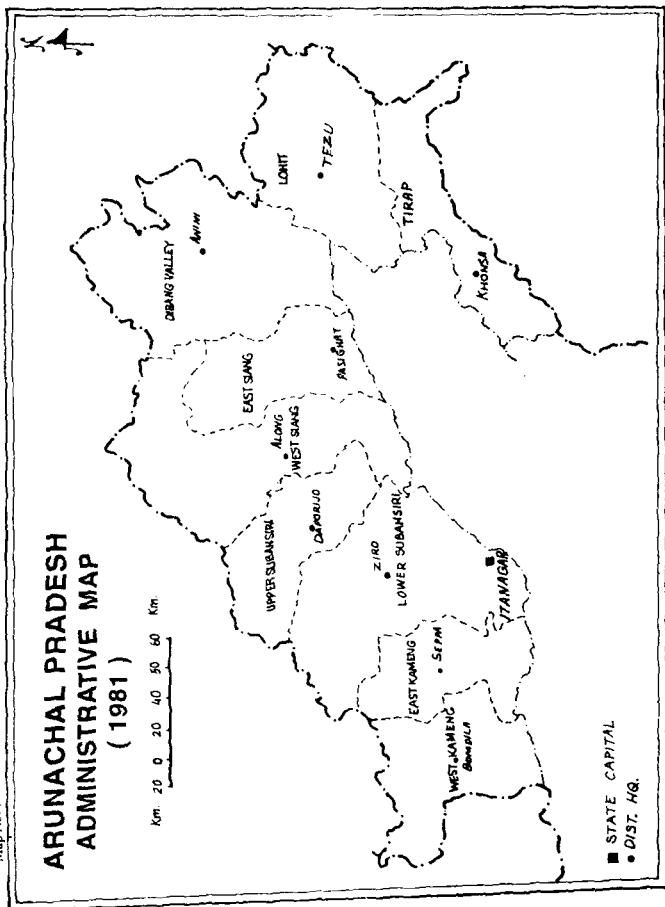 ARUNACHAL PRADESH
ADMINISTRATIVE MAP
(1981)
Km. 20 0 20 40 60 Km.
N
DIBANG VALLEY
ANINI
LOHIT
TEZU
TIRAP
KHONSA
EAST SIANG
PASIGHAT
ALONG
WEST SIANG
UPPER SUBANSIRI
DAPORIJO
ZIRO
LOWER SUBANSIRI
ITANAGAR
EAST KAMENG
SEPPA
WEST KAMENG
BOMDILA
STATE CAPITAL
DIST. HQ.